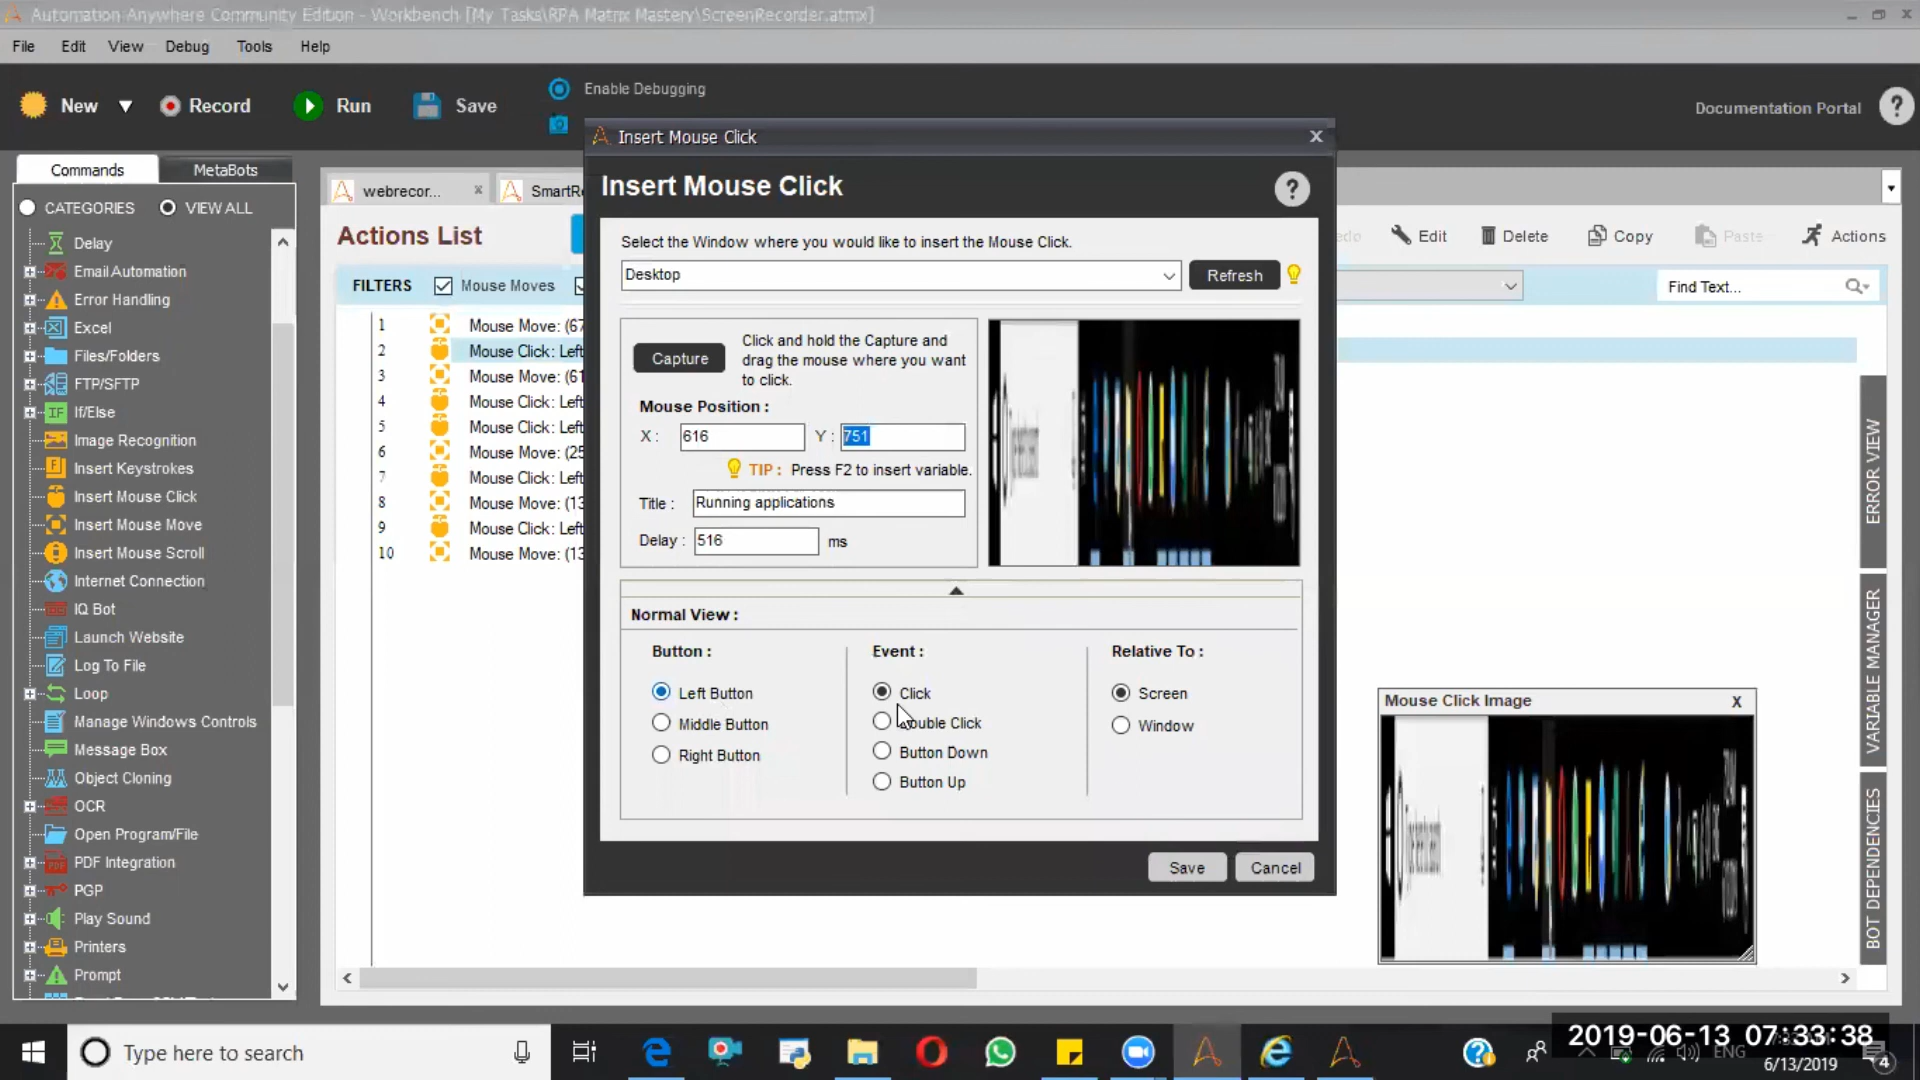 Automation Anywhere Community Edition - Workbench [My Tasks\RPA Matrix Mastery\ScreenRecorder.atmx]
File Edit View Debug Tools Help
New Record Run Save
Enable Debugging
Documentation Portal
Commands MetaBots
CATEGORIES VIEW ALL
Delay
Email Automation
Error Handling
Excel
Files/Folders
FTP/SFTP
If/Else
Image Recognition
Insert Keystrokes
Insert Mouse Click
Insert Mouse Move
Insert Mouse Scroll
Internet Connection
IQ Bot
Launch Website
Log To File
Loop
Manage Windows Controls
Message Box
Object Cloning
OCR
Open Program/File
PDF Integration
PGP
Play Sound
Printers
Prompt
webrecor... SmartRe
Actions List
Edit Delete Copy Paste Actions
FILTERS Mouse Moves
Find Text...
1 Mouse Move: (67
2 Mouse Click: Left
3 Mouse Move: (61
4 Mouse Click: Left
5 Mouse Click: Left
6 Mouse Move: (25
7 Mouse Click: Left
8 Mouse Move: (13
9 Mouse Click: Left
10 Mouse Move: (13
Insert Mouse Click
Insert Mouse Click
Select the Window where you would like to insert the Mouse Click.
Desktop Refresh
Capture
Click and hold the Capture and
drag the mouse where you want
to click.
Mouse Position :
X : 616 Y : 751
TIP : Press F2 to insert variable.
Title : Running applications
Delay : 516 ms
Normal View :
Button : Event : Relative To :
Left Button Click Screen
Middle Button Double Click Window
Right Button Button Down
Button Up
Save Cancel
Mouse Click Image X
ERROR VIEW
VARIABLE MANAGER
BOT DEPENDENCIES
Type here to search
ENG
2019-06-13 07:33:38
6/13/2019
4